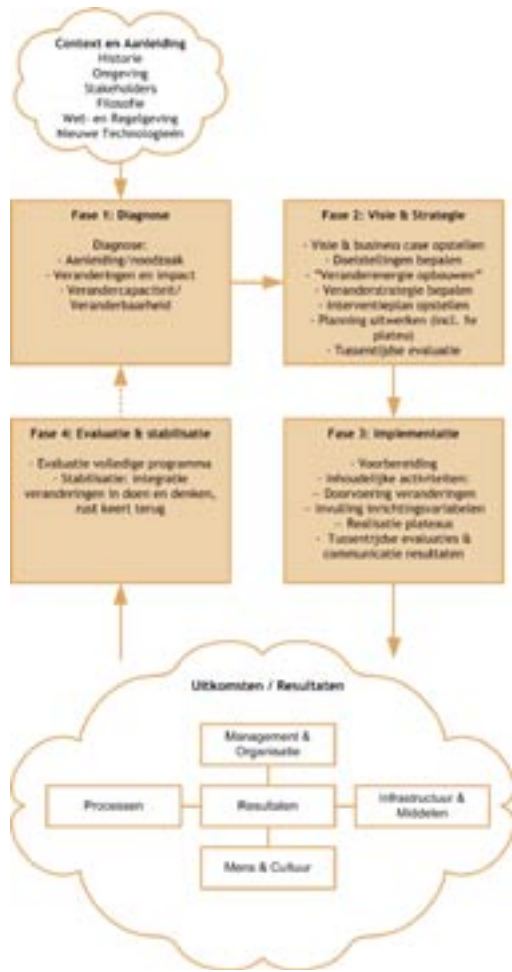 Context en Aanleiding
Historie
Omgeving
Stakeholders
Filosofie
Wet- en Regelgeving
Nieuwe Technologieën
Fase 1: Diagnose
Diagnose:
- Aanleiding/noodzaak
- Veranderingen en impact
- Verandercapaciteit/
Veranderbaarheid
Fase 2: Visie & Strategie
- Visie & business case opstellen
- Doelstellingen bepalen
- "Veranderenergie opbouwen"
- Veranderstrategie bepalen
- Interventieplan opstellen
- Planning uitwerken (incl. 1e
plateau)
- Tussentijdse evaluatie
Fase 4: Evaluatie & stabilisatie
- Evaluatie volledige programma
- Stabilisatie: integratie
veranderingen in doen en denken,
rust keert terug
Fase 3: Implementatie
- Voorbereiding
- Inhoudelijke activiteiten:
-- Doorvoering veranderingen
-- Invulling inrichtingsvariabelen
-- Realisatie plateaus
- Tussentijdse evaluaties &
communicatie resultaten
Uitkomsten / Resultaten
Management &
Organisatie
Processen
Resultaten
Infrastructuur &
Middelen
Mens & Cultuur